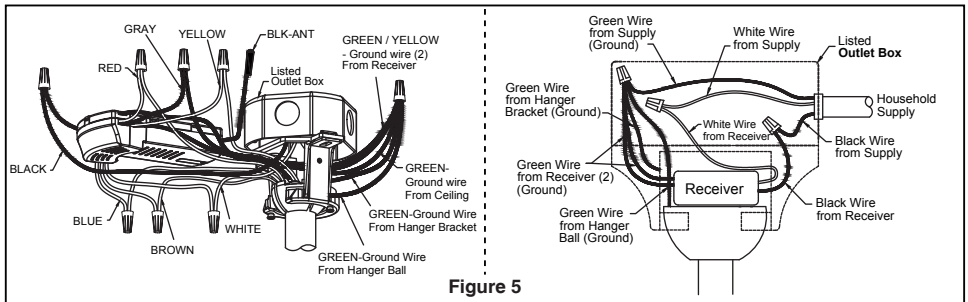 GRAY
YELLOW
BLK-ANT
RED
Listed
Outlet Box
GREEN / YELLOW
- Ground wire (2)
From Receiver
BLACK
BLUE
BROWN
WHITE
GREEN-
Ground wire
From Ceiling
GREEN-Ground Wire
From Hanger Bracket
GREEN-Ground Wire
From Hanger Ball
Green Wire
from Supply
(Ground)
White Wire
from Supply
Listed
Outlet Box
Green Wire
from Hanger
Bracket (Ground)
White Wire
from Receiver
Household
Supply
Black Wire
from Supply
Green Wire
from Receiver (2)
(Ground)
Receiver
Green Wire
from Hanger
Ball (Ground)
Black Wire
from Receiver
Figure 5